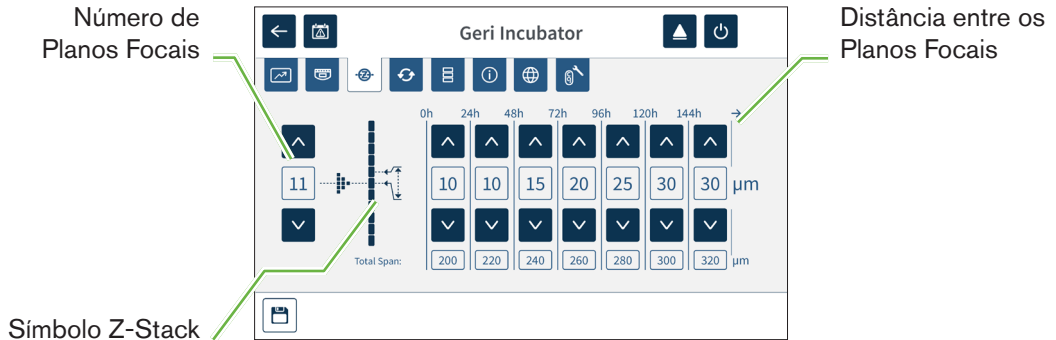 Número de
Planos Focais
Geri Incubator
Distância entre os
Planos Focais
0h 24h 48h 72h 96h 120h 144h →
11 10 10 15 20 25 30 30 μm
Total Span: 200 220 240 260 280 300 320 μm
Símbolo Z-Stack